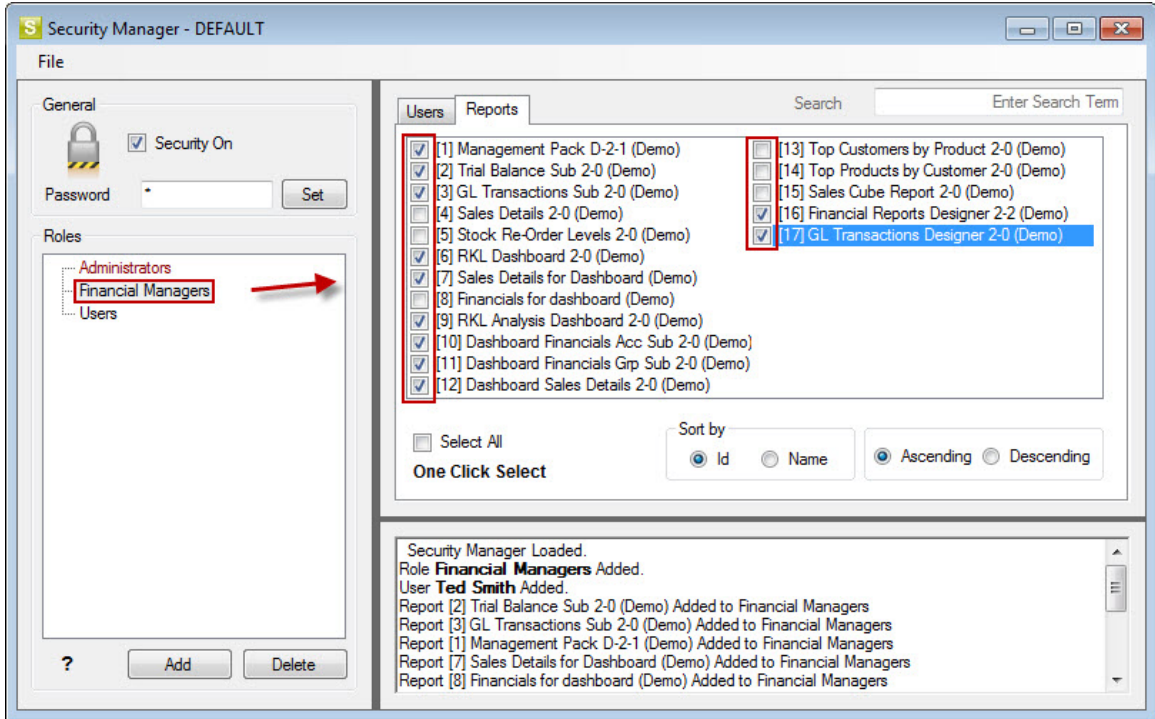 S Security Manager - DEFAULT
File
General
Security On
Password * Set
Roles
Administrators
Financial Managers
Users
? Add Delete
Users Reports Search Enter Search Term
[1] Management Pack D-2-1 (Demo)
[2] Trial Balance Sub 2-0 (Demo)
[3] GL Transactions Sub 2-0 (Demo)
[4] Sales Details 2-0 (Demo)
[5] Stock Re-Order Levels 2-0 (Demo)
[6] RKL Dashboard 2-0 (Demo)
[7] Sales Details for Dashboard (Demo)
[8] Financials for dashboard (Demo)
[9] RKL Analysis Dashboard 2-0 (Demo)
[10] Dashboard Financials Acc Sub 2-0 (Demo)
[11] Dashboard Financials Grp Sub 2-0 (Demo)
[12] Dashboard Sales Details 2-0 (Demo)
[13] Top Customers by Product 2-0 (Demo)
[14] Top Products by Customer 2-0 (Demo)
[15] Sales Cube Report 2-0 (Demo)
[16] Financial Reports Designer 2-2 (Demo)
[17] GL Transactions Designer 2-0 (Demo)
Select All
One Click Select
Sort by
Id Name Ascending Descending
Security Manager Loaded.
Role Financial Managers Added.
User Ted Smith Added.
Report [2] Trial Balance Sub 2-0 (Demo) Added to Financial Managers
Report [3] GL Transactions Sub 2-0 (Demo) Added to Financial Managers
Report [1] Management Pack D-2-1 (Demo) Added to Financial Managers
Report [7] Sales Details for Dashboard (Demo) Added to Financial Managers
Report [8] Financials for dashboard (Demo) Added to Financial Managers